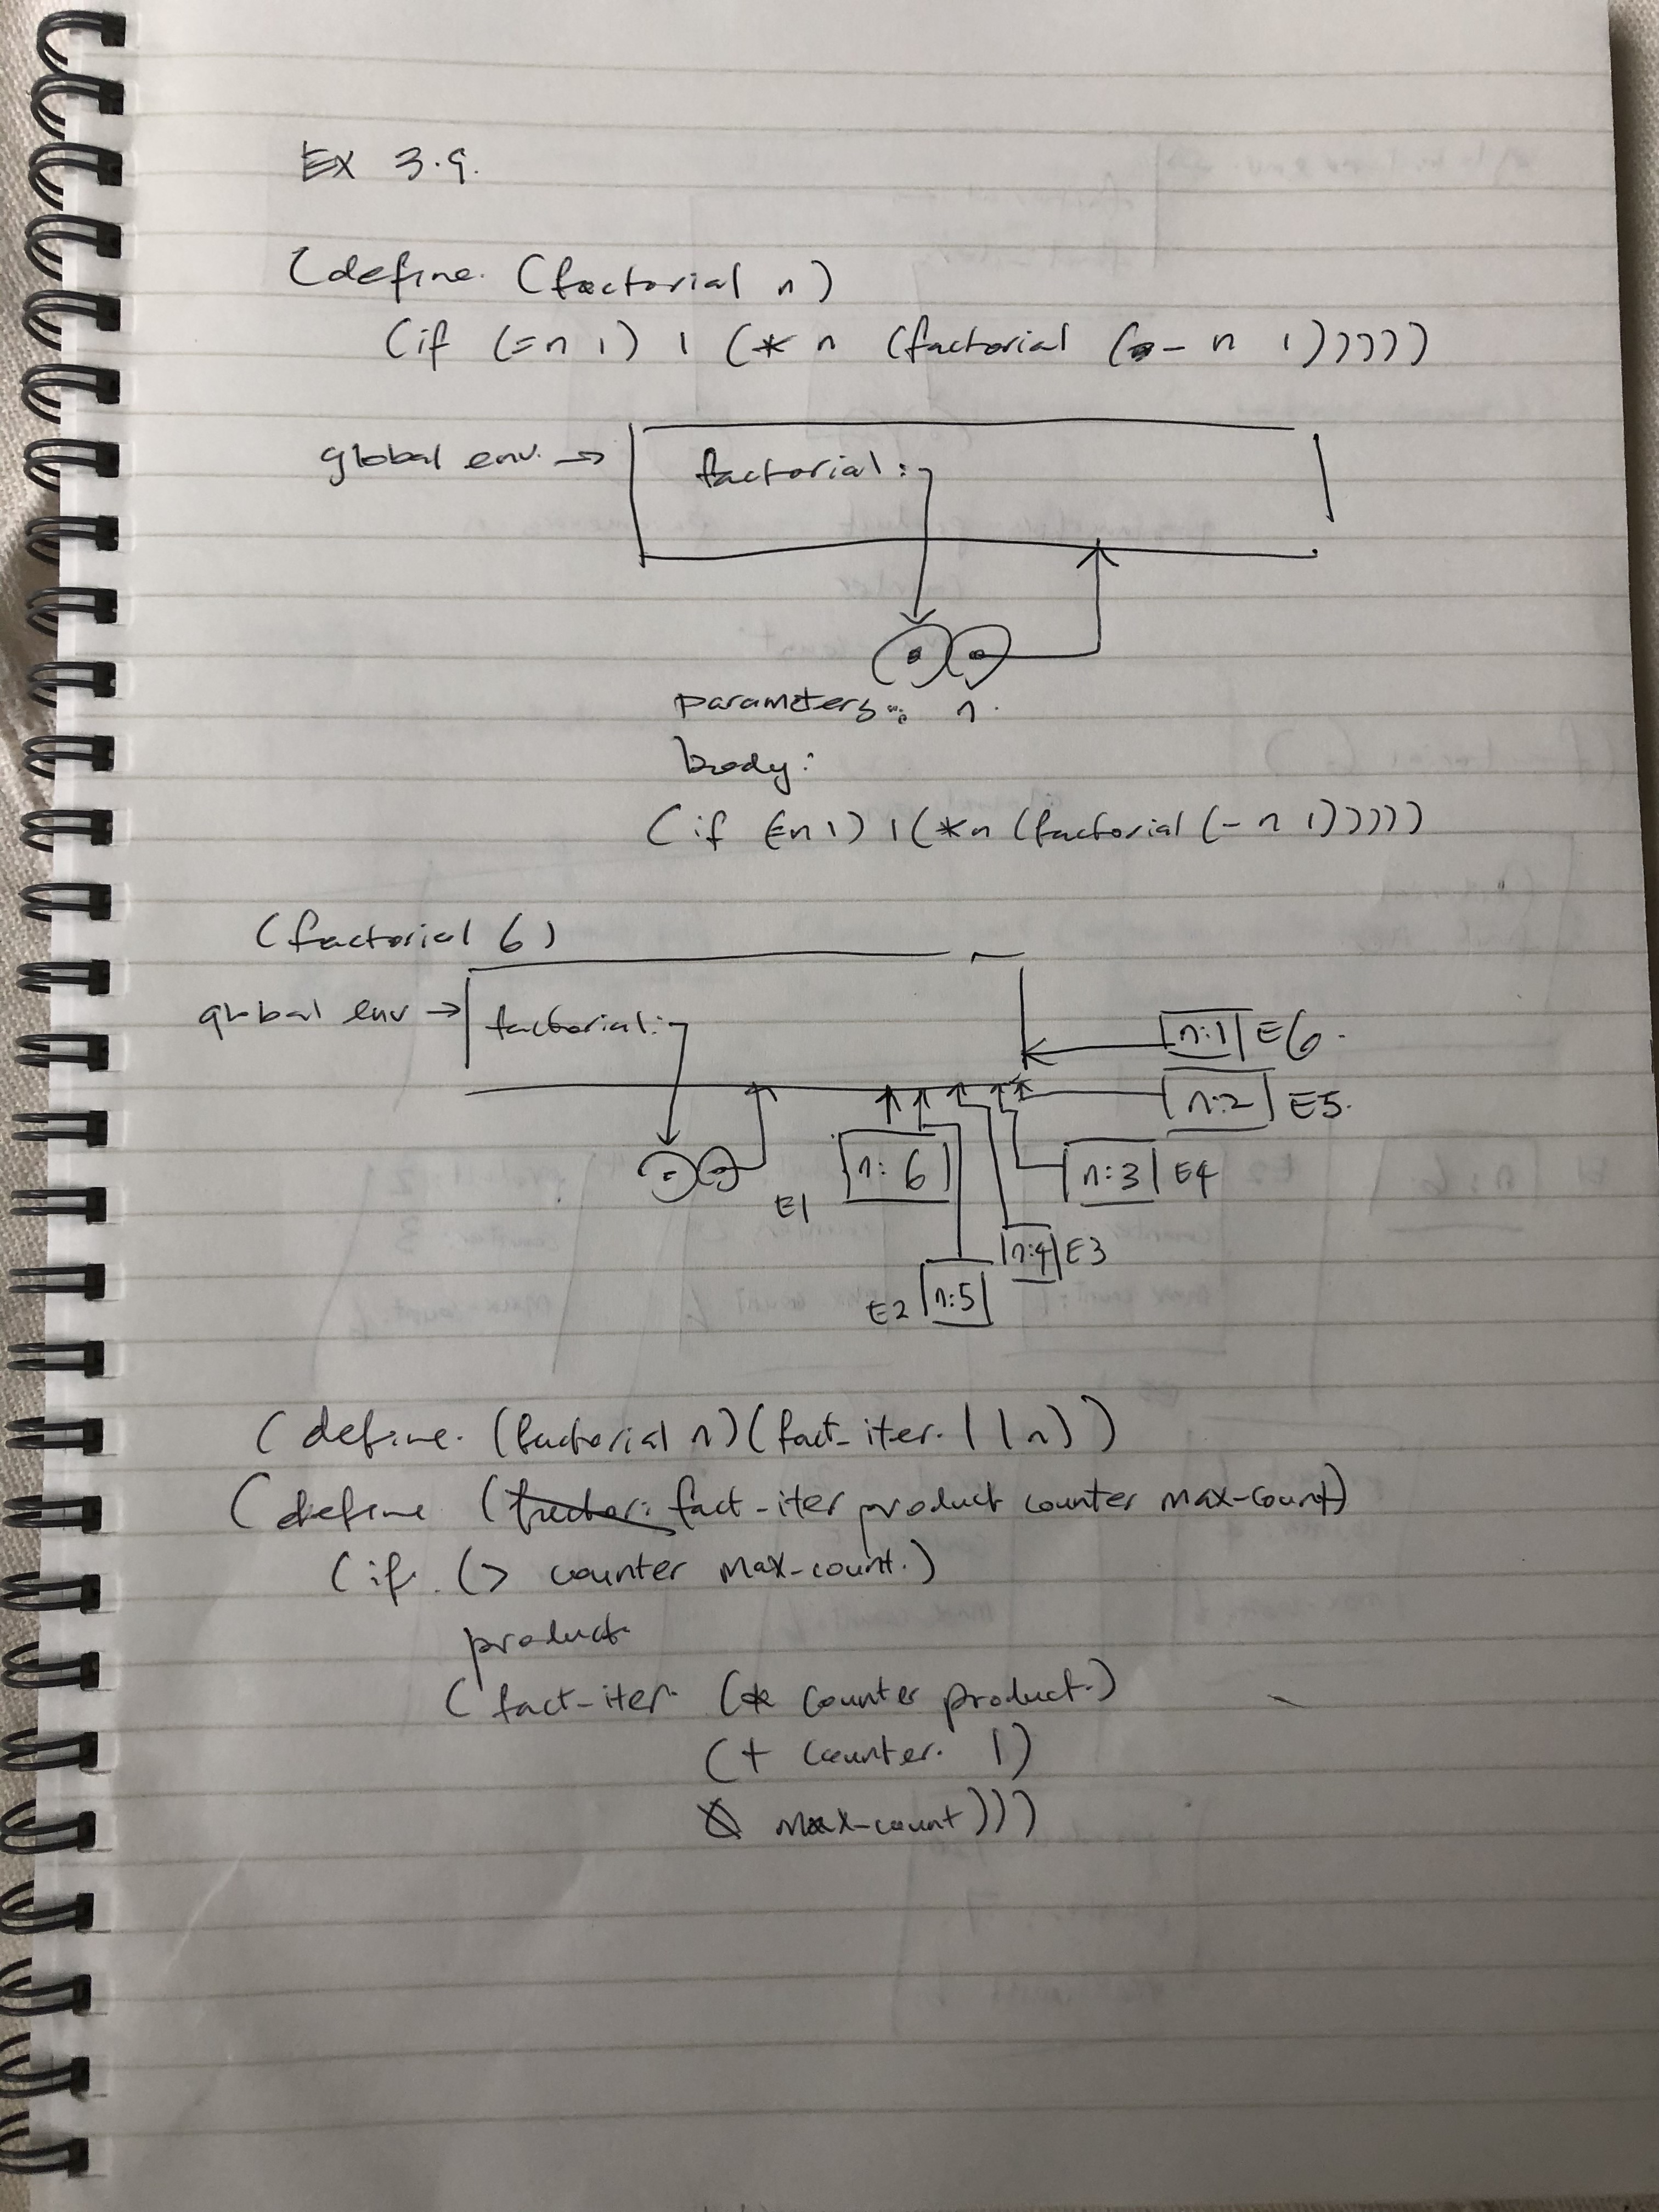 Ex 3.9.
(define (factorial n)
(if (= n 1) 1 (* n (factorial (- n 1)))))
global env. →
factorial:
parameters: n.
body:
(if (= n 1) 1 (* n (factorial (- n 1)))))
(factorial 6)
global env →
factorial:
n:1 E6.
n:2 E5.
n: 6
E1
n:3 E4
n:4 E3
E2 n:5
(define (factorial n) (fact-iter 1 1 n))
(define (fact-iter product counter max-count)
(if (> counter max-count)
product
(fact-iter (* counter product)
(+ counter 1)
max-count)))